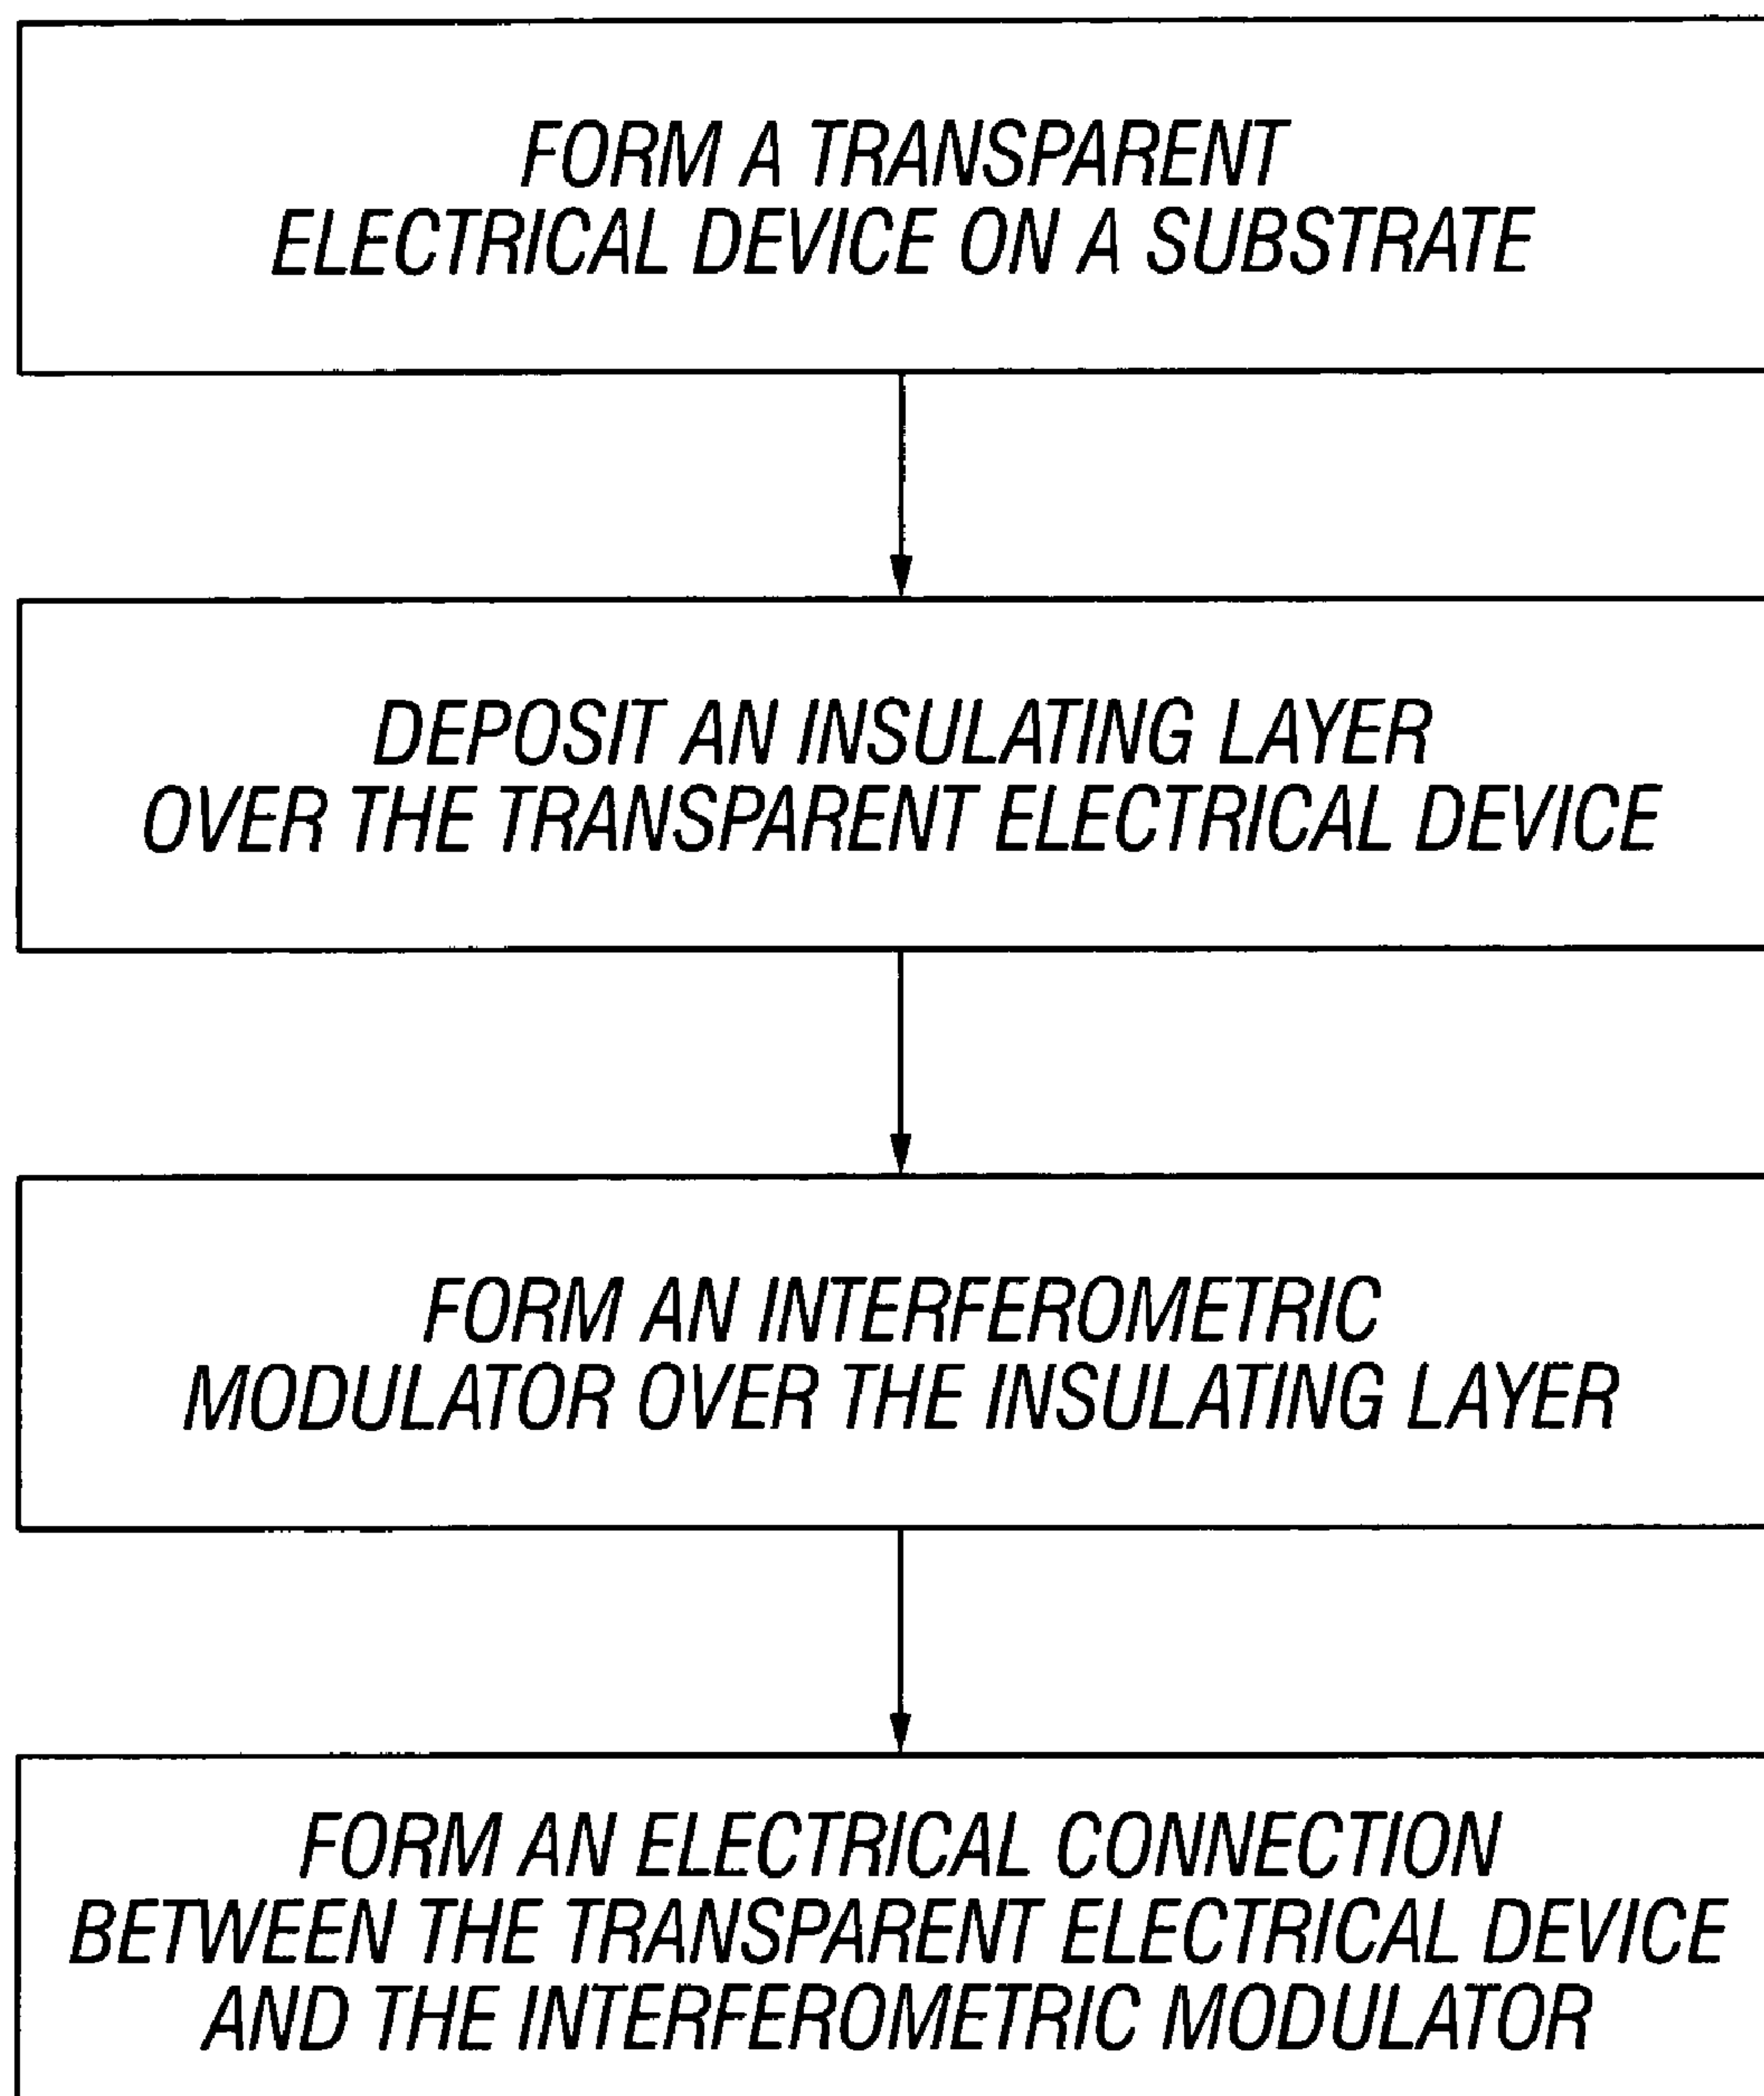 FORM A TRANSPARENT
ELECTRICAL DEVICE ON A SUBSTRATE
DEPOSIT AN INSULATING LAYER
OVER THE TRANSPARENT ELECTRICAL DEVICE
FORM AN INTERFEROMETRIC
MODULATOR OVER THE INSULATING LAYER
FORM AN ELECTRICAL CONNECTION
BETWEEN THE TRANSPARENT ELECTRICAL DEVICE
AND THE INTERFEROMETRIC MODULATOR